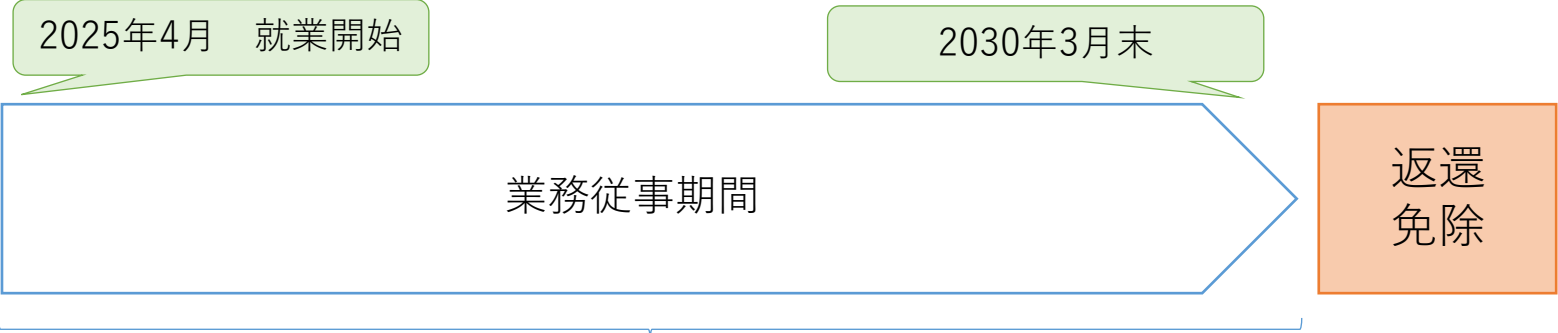 2025年4月　就業開始
2030年3月末
業務従事期間
返還
免除